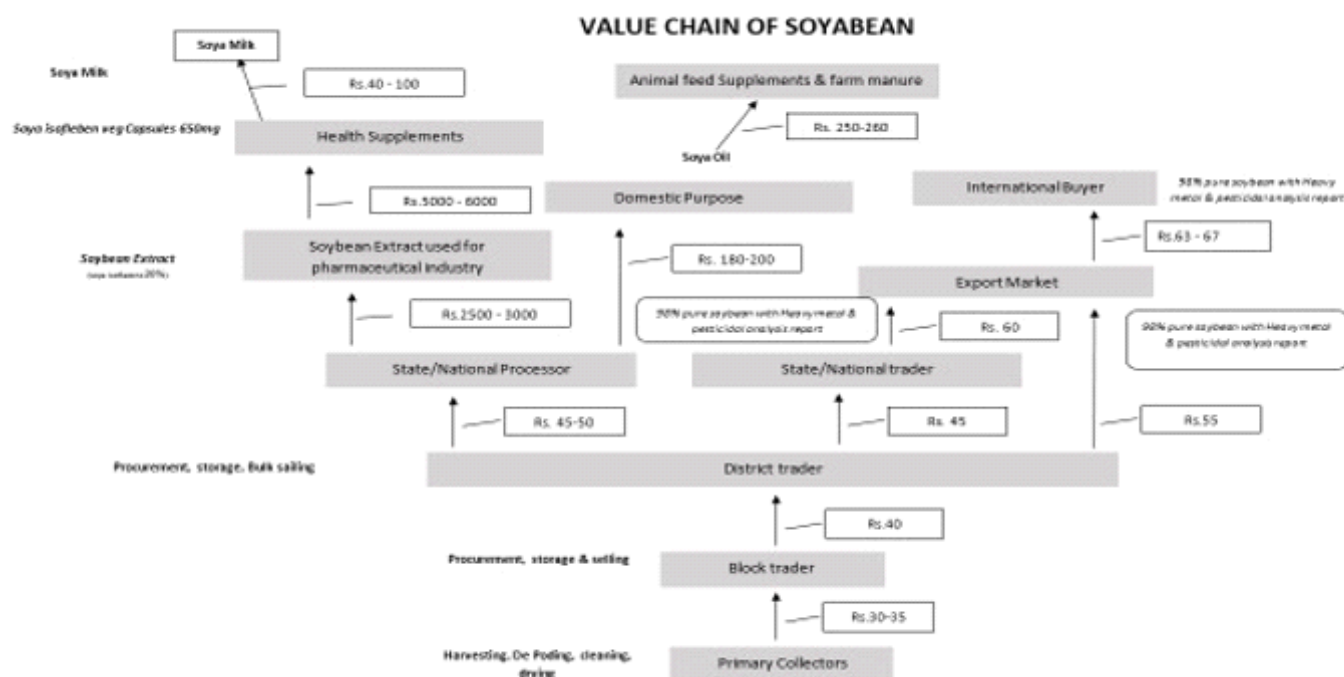 VALUE CHAIN OF SOYABEAN
Soya Milk
Soya Milk
Rs.40 - 100
Animal feed Supplements & farm manure
Soya isofleben veg Capsules 650mg
Health Supplements
Rs. 250-260
Soya Oil
Rs.5000 - 6000
Domestic Purpose
International Buyer
98% pure soybean with Heavy
metal & pesticidal analysis report
Soybean Extract
Soybean Extract used for
pharmaceutical industry
Rs. 180-200
Rs.63 - 67
Export Market
Rs.2500 - 3000
98% pure soybean with Heavy metal &
pesticidal analysis report
Rs. 60
98% pure soybean with Heavy metal
& pesticidal analysis report
State/National Processor
State/National trader
Rs. 45-50
Rs. 45
Rs.55
Procurement, storage, Bulk sailing
District trader
Rs.40
Procurement, storage & selling
Block trader
Rs.30-35
Harvesting, De Poding, cleaning,
drying
Primary Collectors